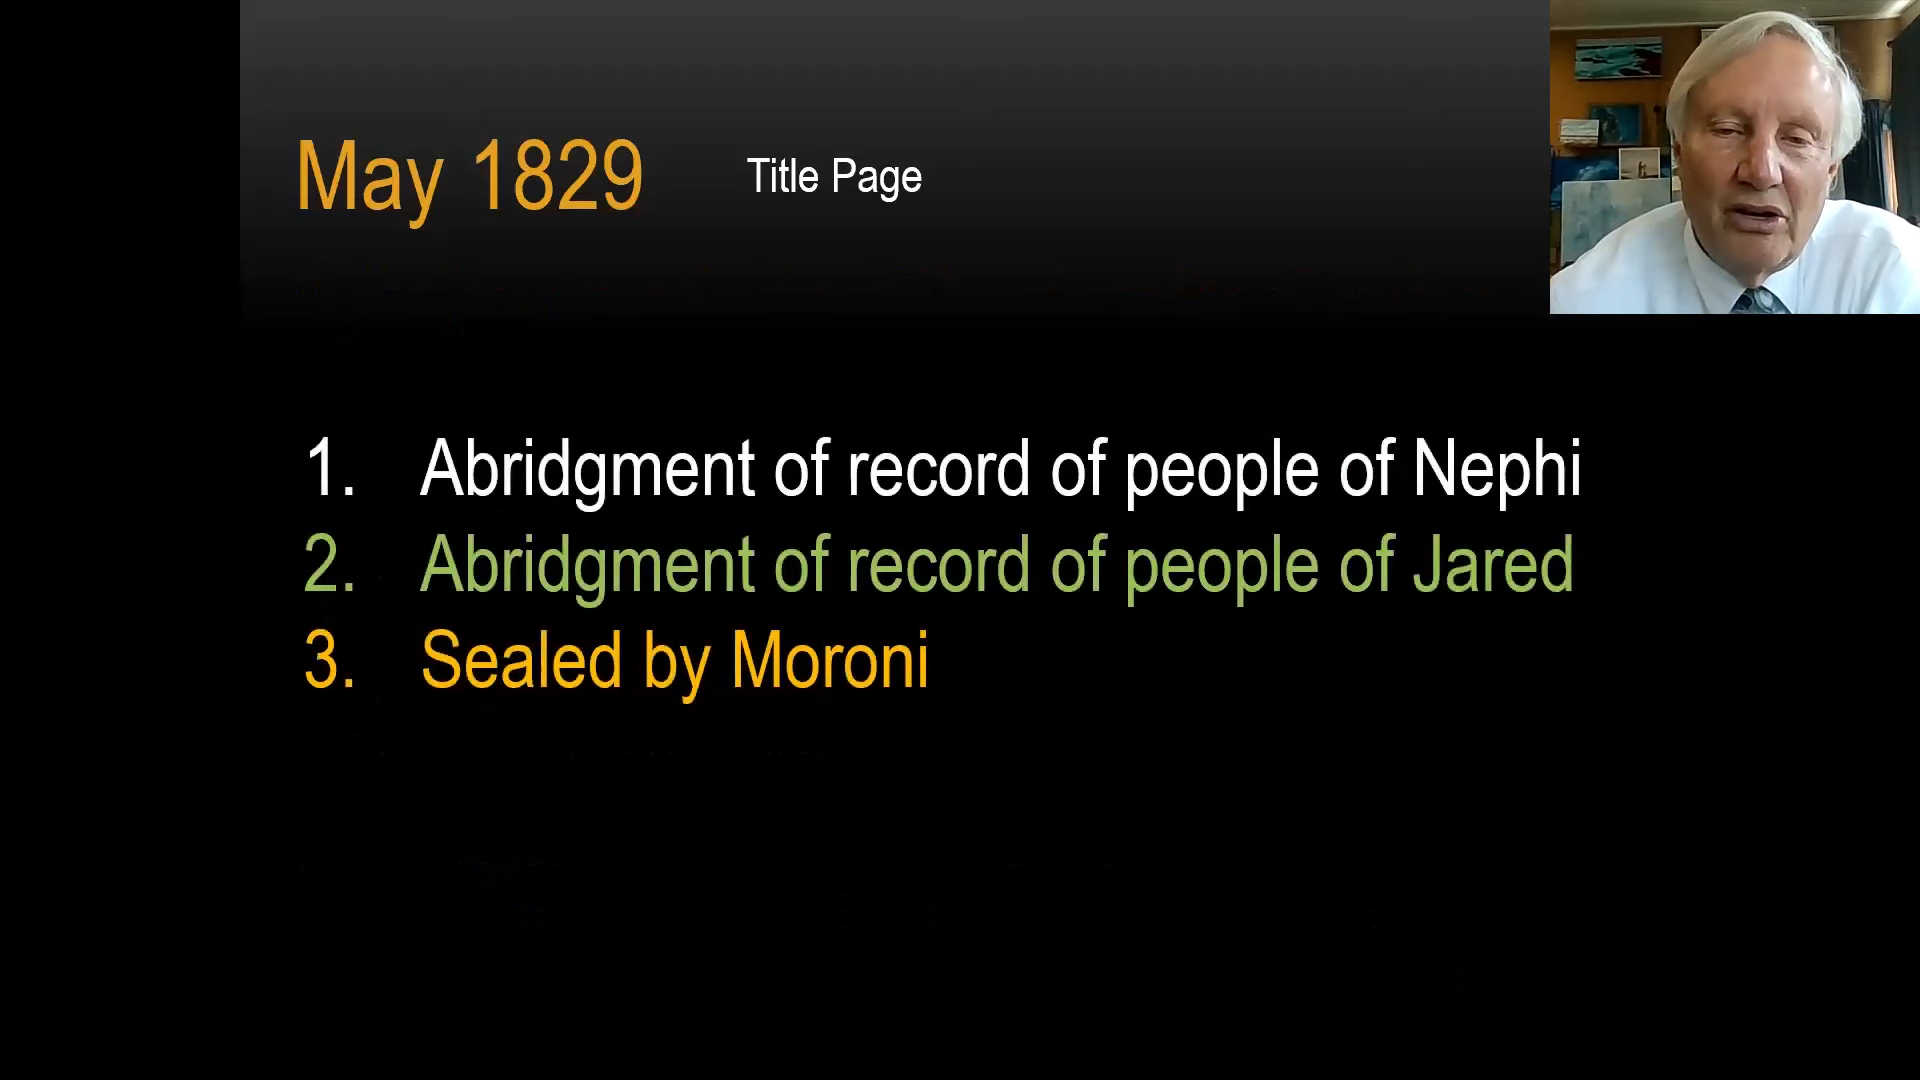 May 1829 Title Page
1. Abridgment of record of people of Nephi
2. Abridgment of record of people of Jared
3. Sealed by Moroni